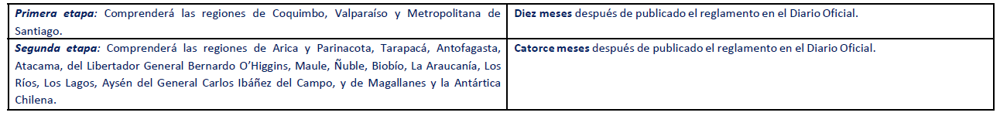 Primera etapa: Comprenderá las regiones de Coquimbo, Valparaíso y Metropolitana de
Santiago.
Diez meses después de publicado el reglamento en el Diario Oficial.
Segunda etapa: Comprenderá las regiones de Arica y Parinacota, Tarapacá, Antofagasta,
Atacama, del Libertador General Bernardo O’Higgins, Maule, Ñuble, Biobío, La Araucanía, Los
Ríos, Los Lagos, Aysén del General Carlos Ibáñez del Campo, y de Magallanes y la Antártica
Chilena.
Catorce meses después de publicado el reglamento en el Diario Oficial.